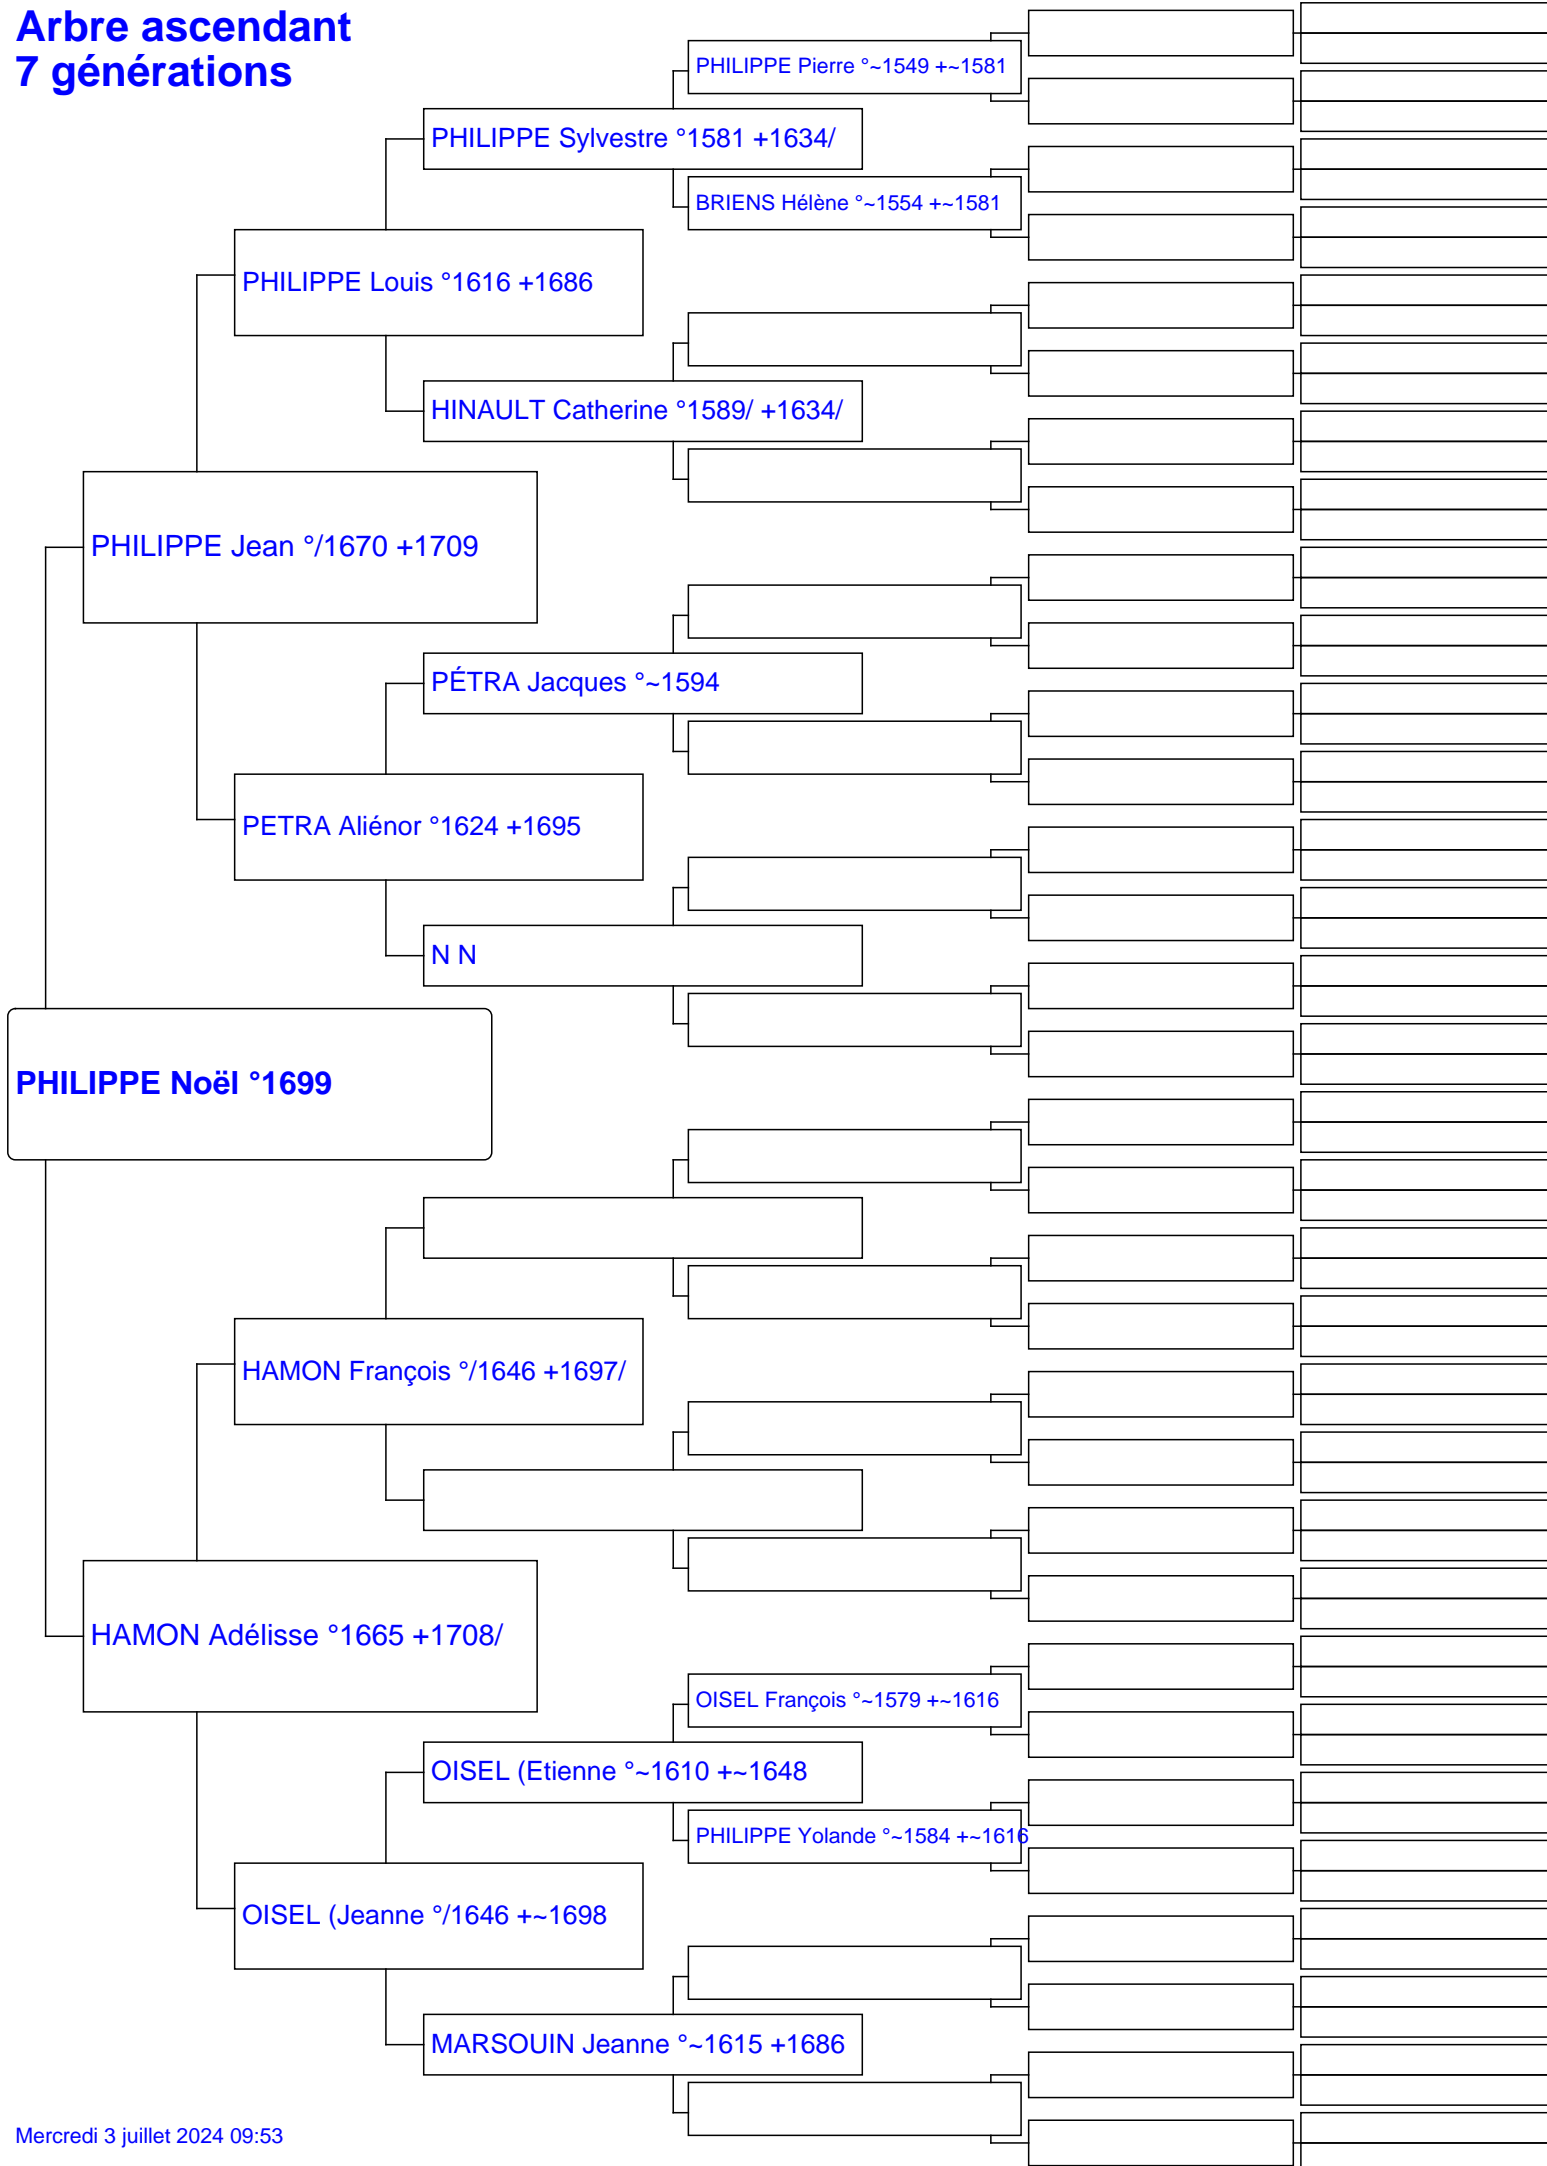 Arbre ascendant
7 générations
PHILIPPE Pierre °~1549 +~1581
PHILIPPE Sylvestre °1581 +1634/
BRIENS Hélène °~1554 +~1581
PHILIPPE Louis °1616 +1686
HINAULT Catherine °1589/ +1634/
PHILIPPE Jean °/1670 +1709
PÉTRA Jacques °~1594
PETRA Aliénor °1624 +1695
N N
PHILIPPE Noël °1699
HAMON François °/1646 +1697/
HAMON Adélisse °1665 +1708/
OISEL François °~1579 +~1616
OISEL (Etienne °~1610 +~1648
PHILIPPE Yolande °~1584 +~1616
OISEL (Jeanne °/1646 +~1698
MARSOUIN Jeanne °~1615 +1686
Mercredi 3 juillet 2024 09:53